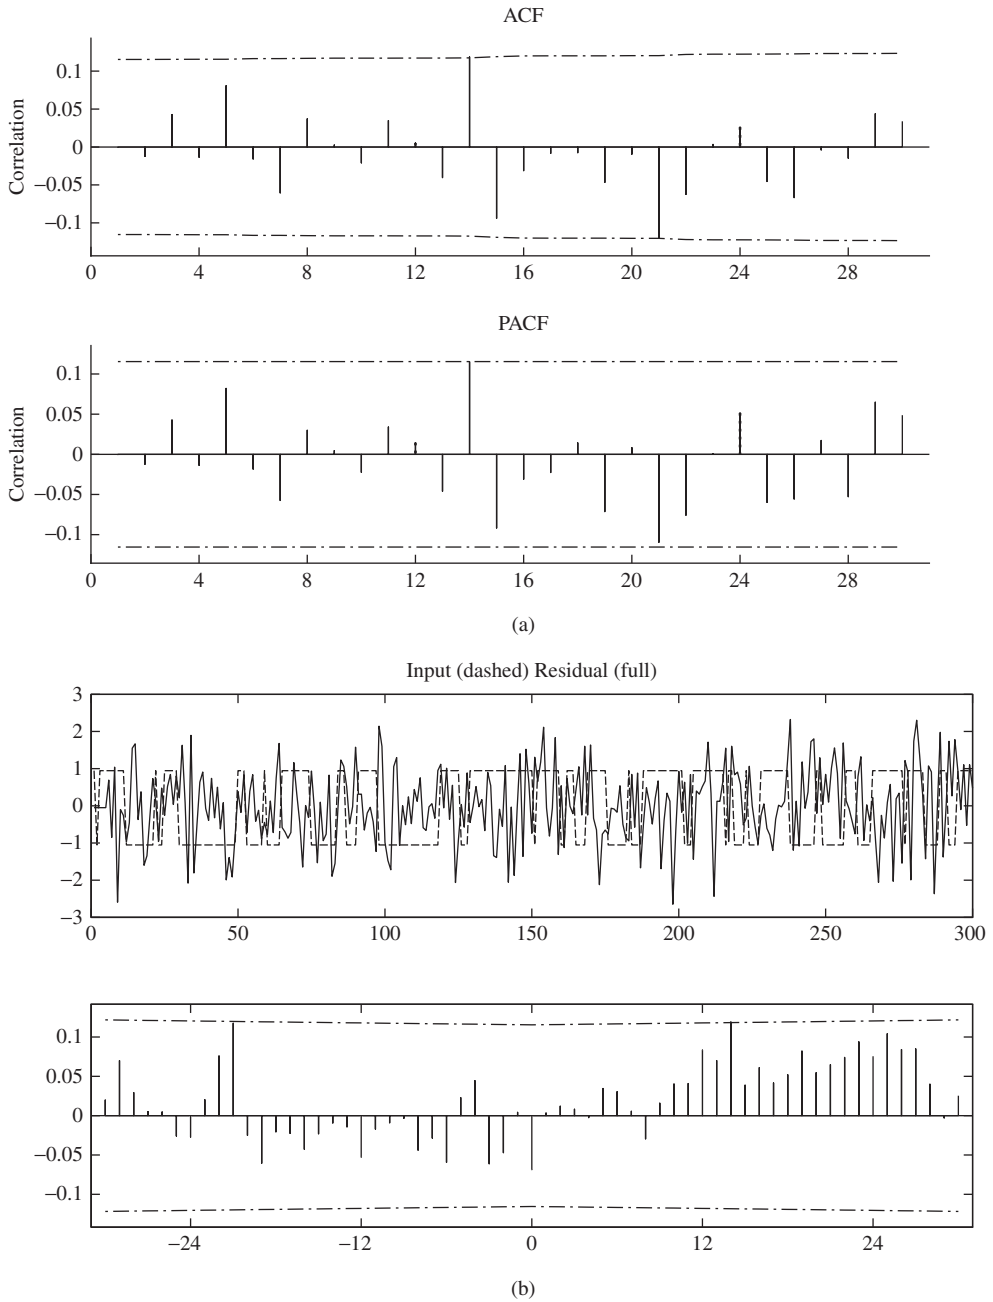 ACF
0.1
0.05
0
−0.05
−0.1
Correlation
0 4 8 12 16 20 24 28
PACF
0.1
0.05
0
−0.05
−0.1
Correlation
0 4 8 12 16 20 24 28
(a)
Input (dashed) Residual (full)
3
2
1
0
−1
−2
−3
0 50 100 150 200 250 300
0.1
0.05
0
−0.05
−0.1
−24 −12 0 12 24
(b)